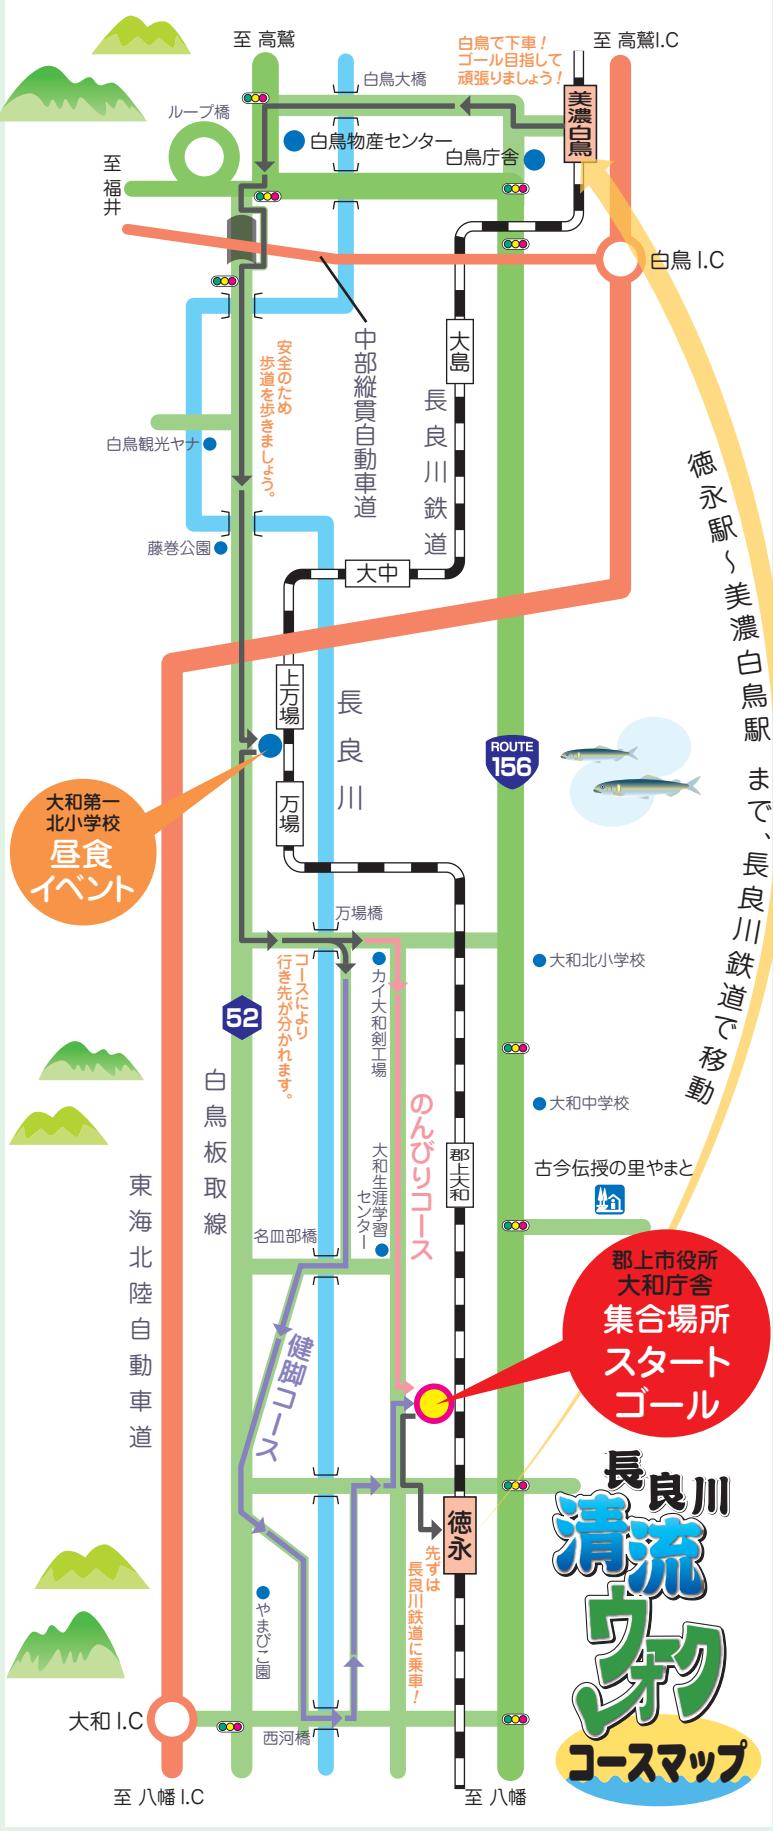 至 高鷲
白鳥で下車！
ゴール目指して
頑張りましょう！
至 高鷲I.C
白鳥大橋
美濃白鳥
ループ橋
白鳥物産センター
白鳥庁舎
至 福井
白鳥 I.C
大島
中部縦貫自動車道
長良川鉄道
安全のため
歩道を歩きましょう。
白鳥観光ヤナ
藤巻公園
大中
徳永駅～美濃白鳥駅 まで、長良川鉄道で移動
上万場
長良川
ROUTE
156
万場
大和第一
北小学校
昼食
イベント
万場橋
コースにより
行き先が分かれます。
カイ大和剣工場
大和北小学校
52
白鳥板取線
大和中学校
のんびりコース
郡上大和
大和生涯学習
センター
古今伝授の里やまと
東海北陸自動車道
名皿部橋
郡上市役所
大和庁舎
集合場所
スタート
ゴール
健脚コース
徳永
先ずは
長良川鉄道に乗車！
長良川
清流
ウォーク
コースマップ
やまびこ園
大和 I.C
西河橋
至 八幡 I.C
至 八幡